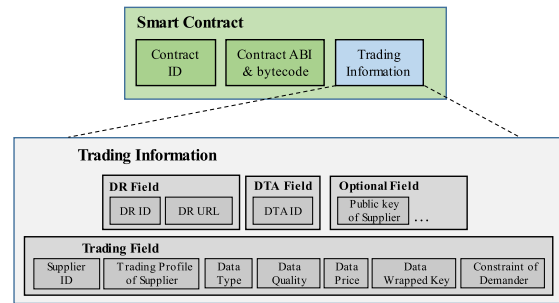 Smart Contract
Contract
ID
Contract ABI
& bytecode
Trading
Information
Trading Information
DR Field
DR ID
DR URL
DTA Field
DTA ID
Optional Field
Public key
of Supplier
...
Trading Field
Supplier
ID
Trading Profile
of Supplier
Data
Type
Data
Quality
Data
Price
Data
Wrapped Key
Constraint of
Demander